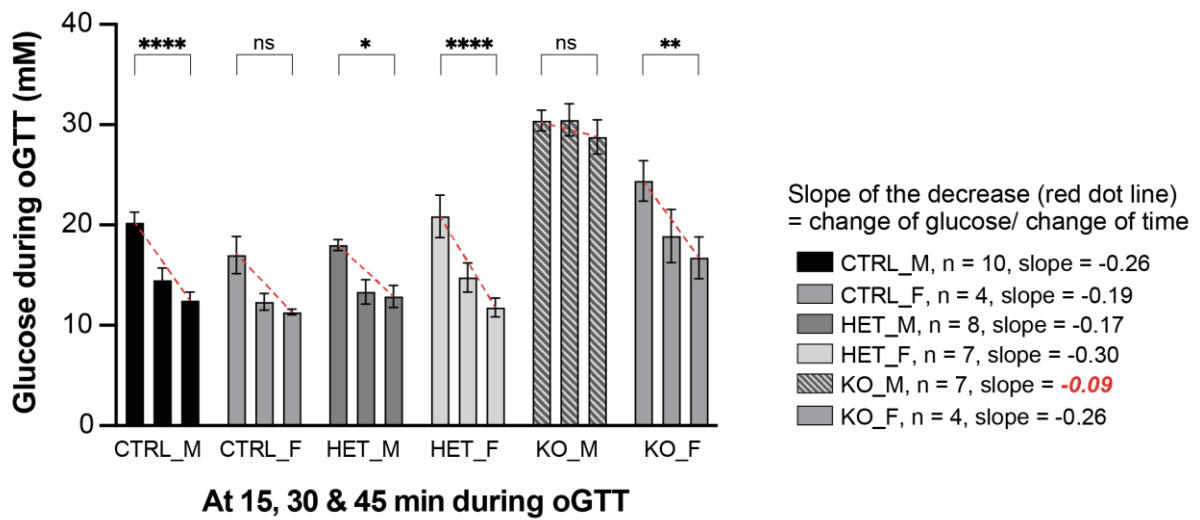 Glucose during oGTT (mM)
40
30
20
10
0
****
ns
*
****
ns
**
CTRL_M
CTRL_F
HET_M
HET_F
KO_M
KO_F
At 15, 30 & 45 min during oGTT
Slope of the decrease (red dot line)
= change of glucose/ change of time
CTRL_M, n = 10, slope = -0.26
CTRL_F, n = 4, slope = -0.19
HET_M, n = 8, slope = -0.17
HET_F, n = 7, slope = -0.30
KO_M, n = 7, slope = -0.09
KO_F, n = 4, slope = -0.26